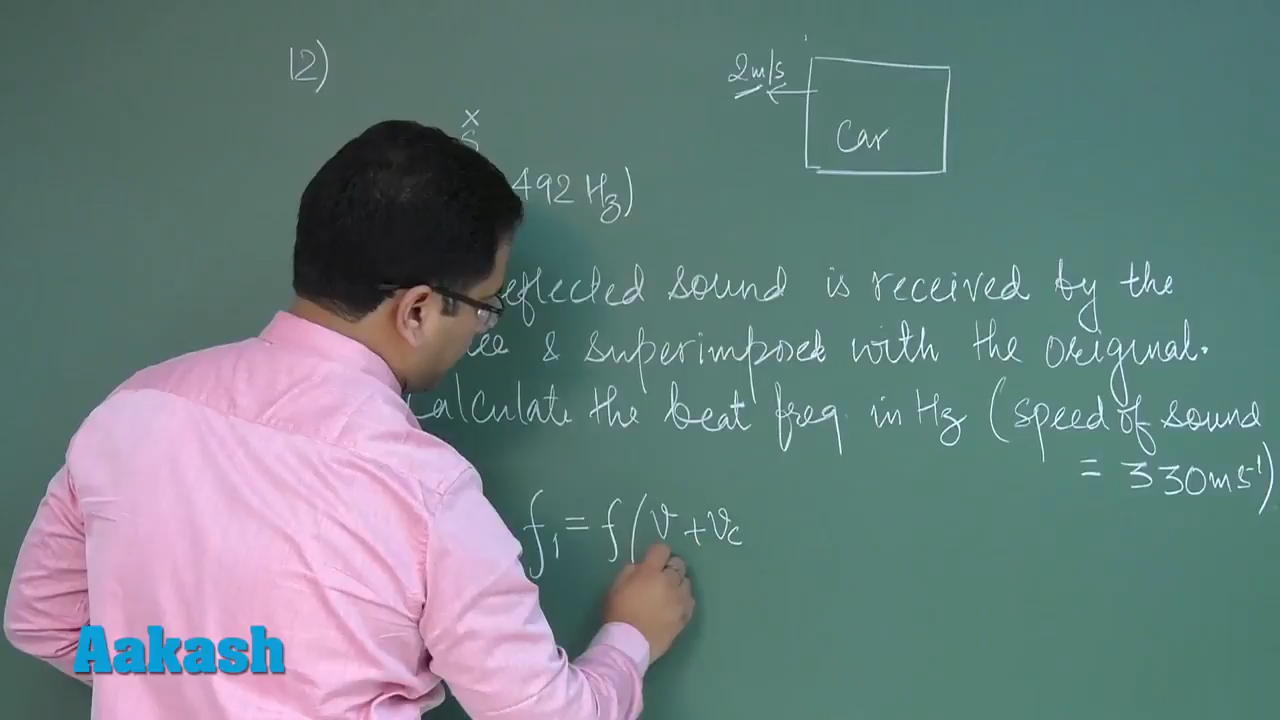 12)
2m/s
Car
x
S
492 Hz)
eflected sound is received by the
& superimposed with the original.
alculate the beat freq. in Hz (speed of sound
= 330ms⁻¹)
f₁ = f(v+vc
Aakash